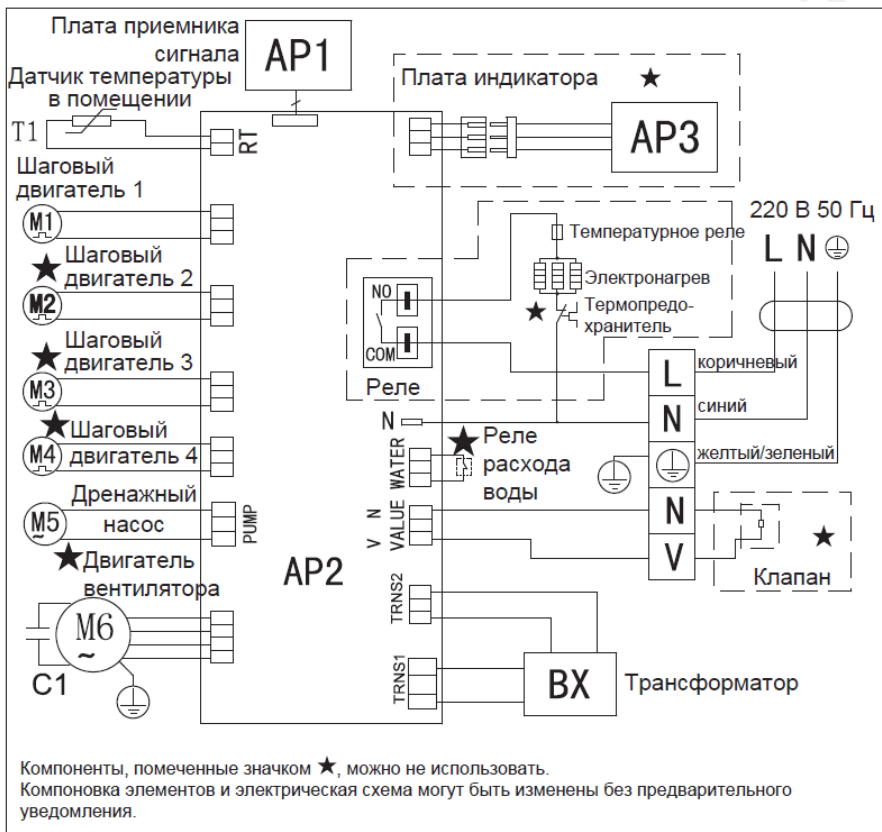 Плата приемника
сигнала
AP1
Датчик температуры
в помещении
T1
RT
Плата индикатора ★
AP3
Шаговый
двигатель 1
M1
★ Шаговый
двигатель 2
M2
★ Шаговый
двигатель 3
M3
★ Шаговый
двигатель 4
M4
Дренажный
насос
M5
~
PUMP
★ Двигатель
вентилятора
M6
~
C1
AP2
220 В 50 Гц
L N
Температурное реле
Электронагрев
★ Термопредо-
хранитель
NO
COM
Реле
L
коричневый
N
синий
желтый/зеленый
N
V
N
WATER
★ Реле
расхода
воды
V N
VALUE
★
Клапан
TRNS2
TRNS1
BX
Трансформатор
Компоненты, помеченные значком ★, можно не использовать.
Компоновка элементов и электрическая схема могут быть изменены без предварительного
уведомления.